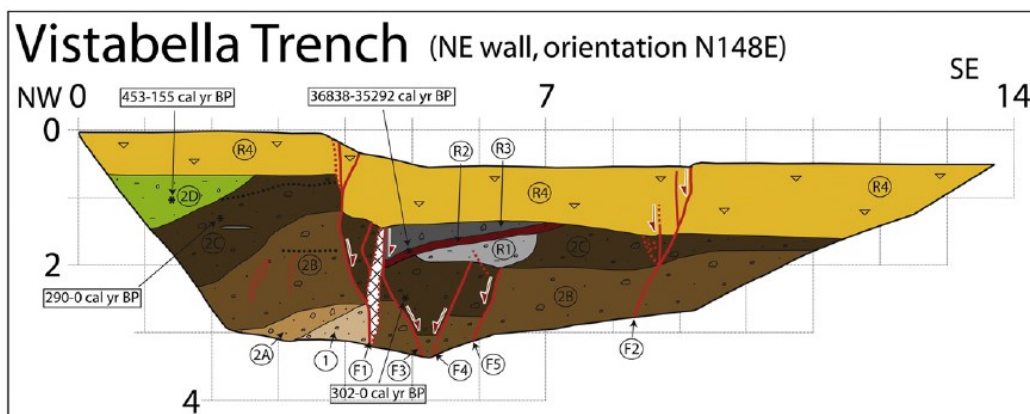 Vistabella Trench (NE wall, orientation N148E)
NW 0 7 14 SE
453-155 cal yr BP
36838-35292 cal yr BP
0
R4
R2
R3
R4
R4
2D
2C
R1
2C
2
2B
2B
290-0 cal yr BP
2A
1
F1
F3
F4
F5
F2
302-0 cal yr BP
4